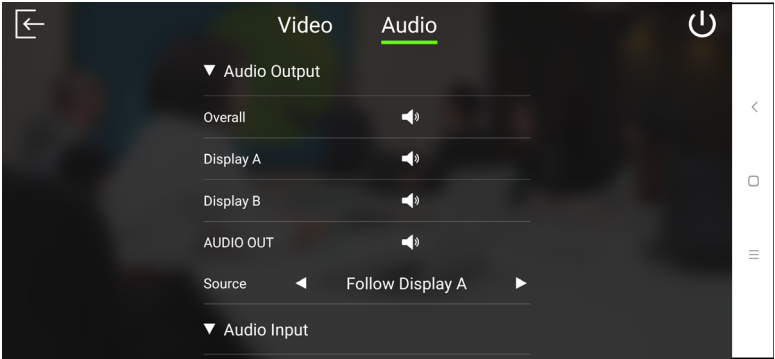 Video Audio
Audio Output
Overall
Display A
Display B
AUDIO OUT
Source Follow Display A
Audio Input